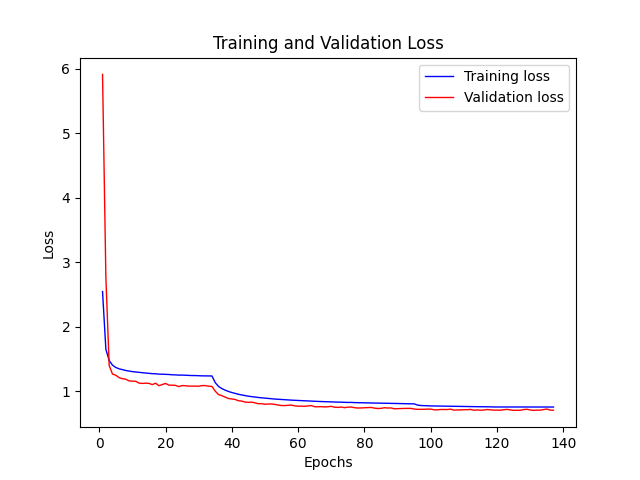 Training and Validation Loss
Training loss
Validation loss
6
5
4
3
2
1
Loss
0 20 40 60 80 100 120 140
Epochs